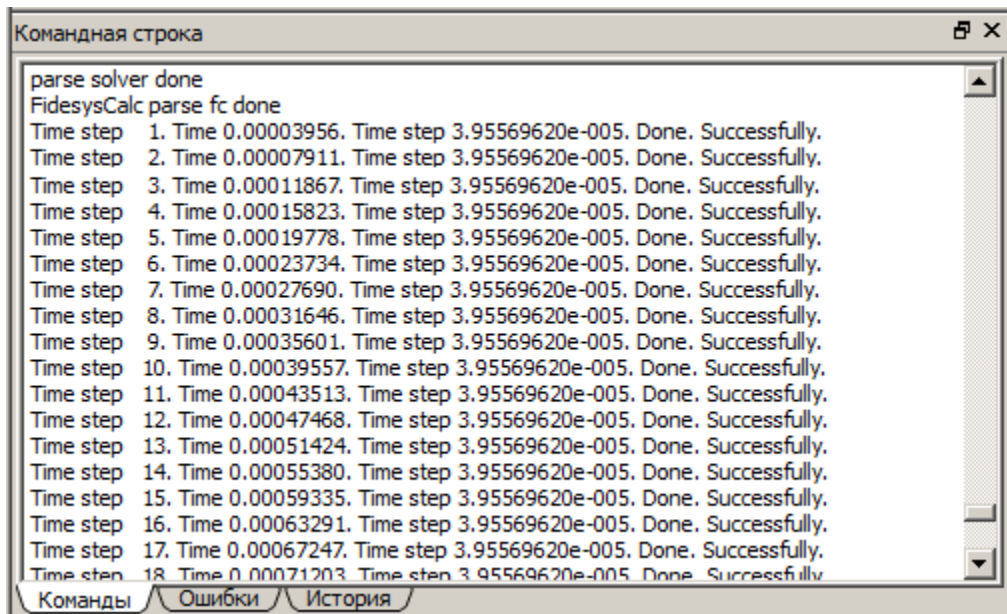 Командная строка
parse solver done
FidesysCalc parse fc done
Time step 1. Time 0.00003956. Time step 3.95569620e-005. Done. Successfully.
Time step 2. Time 0.00007911. Time step 3.95569620e-005. Done. Successfully.
Time step 3. Time 0.00011867. Time step 3.95569620e-005. Done. Successfully.
Time step 4. Time 0.00015823. Time step 3.95569620e-005. Done. Successfully.
Time step 5. Time 0.00019778. Time step 3.95569620e-005. Done. Successfully.
Time step 6. Time 0.00023734. Time step 3.95569620e-005. Done. Successfully.
Time step 7. Time 0.00027690. Time step 3.95569620e-005. Done. Successfully.
Time step 8. Time 0.00031646. Time step 3.95569620e-005. Done. Successfully.
Time step 9. Time 0.00035601. Time step 3.95569620e-005. Done. Successfully.
Time step 10. Time 0.00039557. Time step 3.95569620e-005. Done. Successfully.
Time step 11. Time 0.00043513. Time step 3.95569620e-005. Done. Successfully.
Time step 12. Time 0.00047468. Time step 3.95569620e-005. Done. Successfully.
Time step 13. Time 0.00051424. Time step 3.95569620e-005. Done. Successfully.
Time step 14. Time 0.00055380. Time step 3.95569620e-005. Done. Successfully.
Time step 15. Time 0.00059335. Time step 3.95569620e-005. Done. Successfully.
Time step 16. Time 0.00063291. Time step 3.95569620e-005. Done. Successfully.
Time step 17. Time 0.00067247. Time step 3.95569620e-005. Done. Successfully.
Time step 18. Time 0.00071203. Time step 3.95569620e-005. Done. Successfully.
Команды Ошибки История